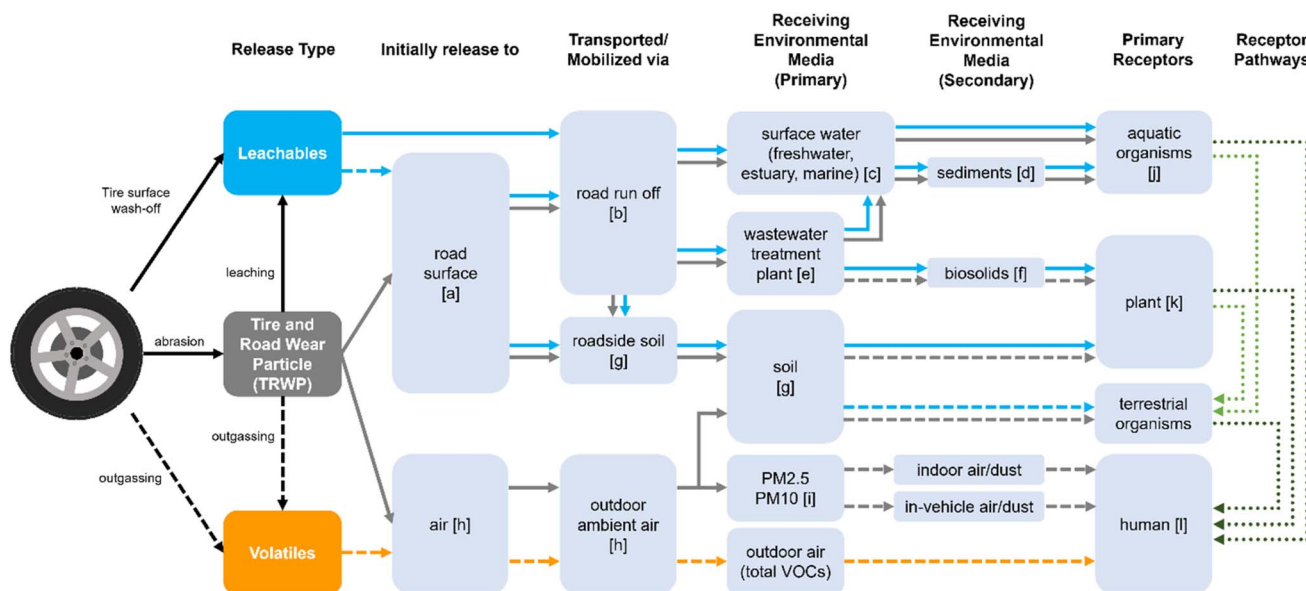 Release Type
Initially release to
Transported/
Mobilized via
Receiving
Environmental
Media
(Primary)
Receiving
Environmental
Media
(Secondary)
Primary
Receptors
Receptor
Pathways
Leachables
Tire surface
wash-off
leaching
abrasion
Tire and
Road Wear
Particle
(TRWP)
outgassing
outgassing
Volatiles
road
surface
[a]
air [h]
road run off
[b]
roadside soil
[g]
outdoor
ambient air
[h]
surface water
(freshwater,
estuary, marine) [c]
wastewater
treatment
plant [e]
soil
[g]
PM2.5
PM10 [i]
outdoor air
(total VOCs)
sediments [d]
biosolids [f]
indoor air/dust
in-vehicle air/dust
aquatic
organisms
[j]
plant [k]
terrestrial
organisms
human [l]